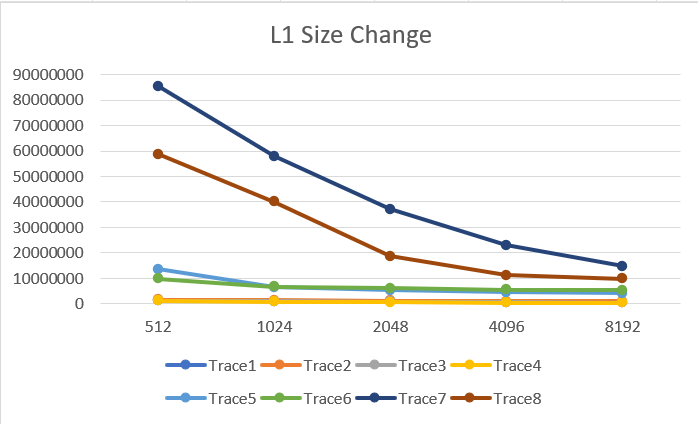 L1 Size Change
90000000
80000000
70000000
60000000
50000000
40000000
30000000
20000000
10000000
0
512 1024 2048 4096 8192
Trace1 Trace2 Trace3 Trace4
Trace5 Trace6 Trace7 Trace8